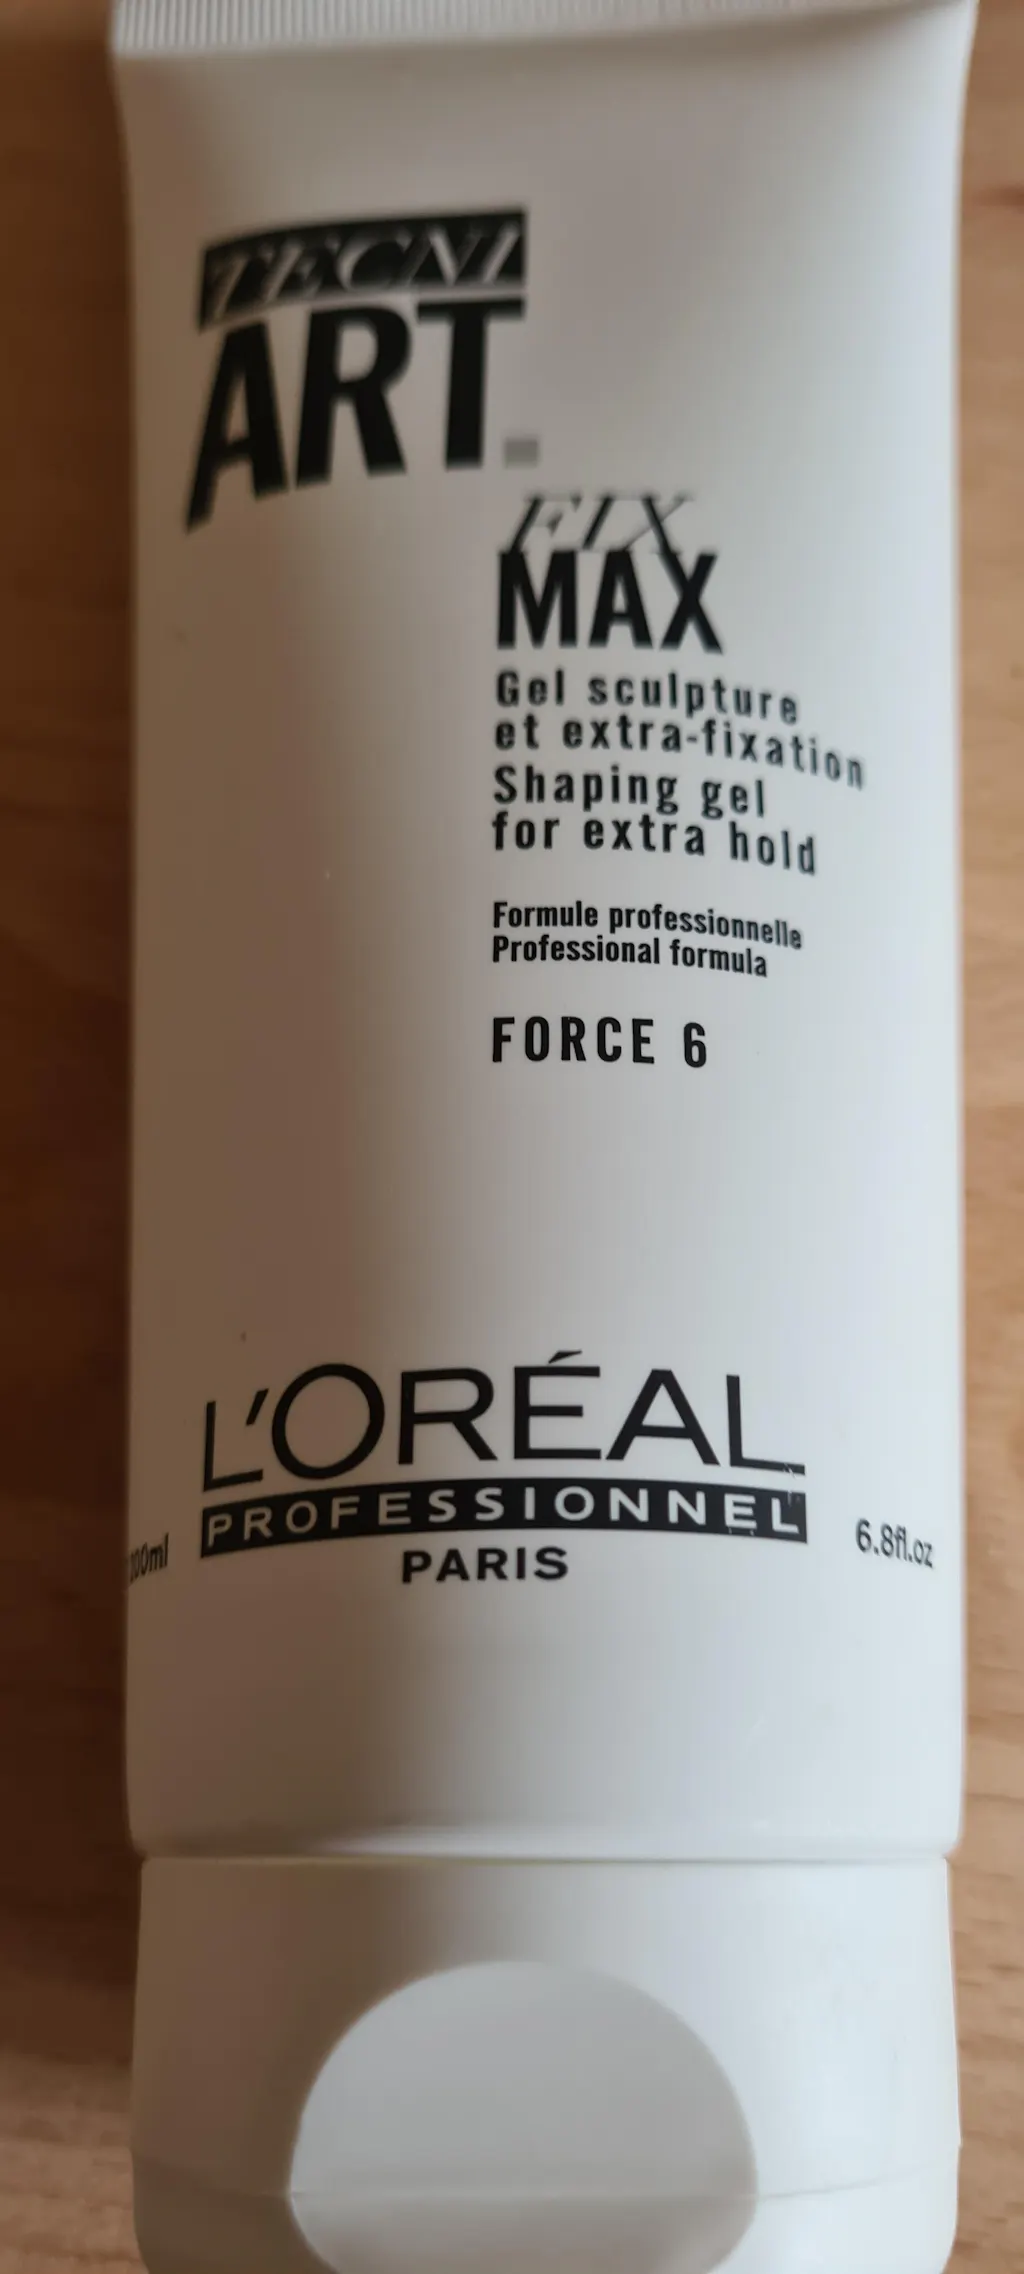 TECNI
ART.
FIX
MAX
Gel sculpture
et extra-fixation
Shaping gel
for extra hold
Formule professionnelle
Professional formula
FORCE 6
L'ORÉAL
PROFESSIONNEL
PARIS
6.8fl.oz